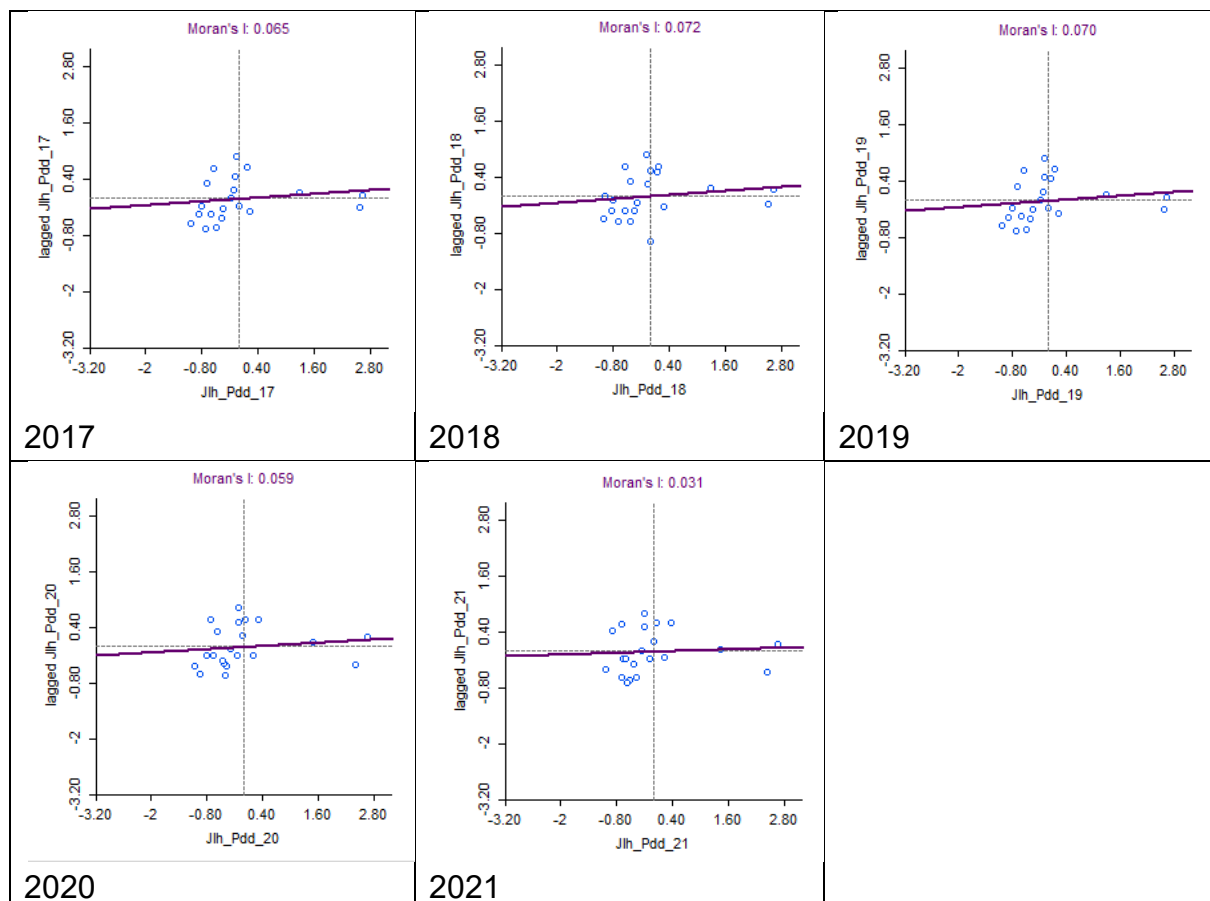 Moran's I: 0.065
lagged Jlh_Pdd_17
2.80
1.60
0.40
-0.80
-2
-3.20
-3.20 -2 -0.80 0.40 1.60 2.80
Jlh_Pdd_17
2017
Moran's I: 0.072
lagged Jlh_Pdd_18
2.80
1.60
0.40
-0.80
-2
-3.20
-3.20 -2 -0.80 0.40 1.60 2.80
Jlh_Pdd_18
2018
Moran's I: 0.070
lagged Jlh_Pdd_19
2.80
1.60
0.40
-0.80
-2
-3.20
-3.20 -2 -0.80 0.40 1.60 2.80
Jlh_Pdd_19
2019
Moran's I: 0.059
lagged Jlh_Pdd_20
2.80
1.60
0.40
-0.80
-2
-3.20
-3.20 -2 -0.80 0.40 1.60 2.80
Jlh_Pdd_20
2020
Moran's I: 0.031
lagged Jlh_Pdd_21
2.80
1.60
0.40
-0.80
-2
-3.20
-3.20 -2 -0.80 0.40 1.60 2.80
Jlh_Pdd_21
2021